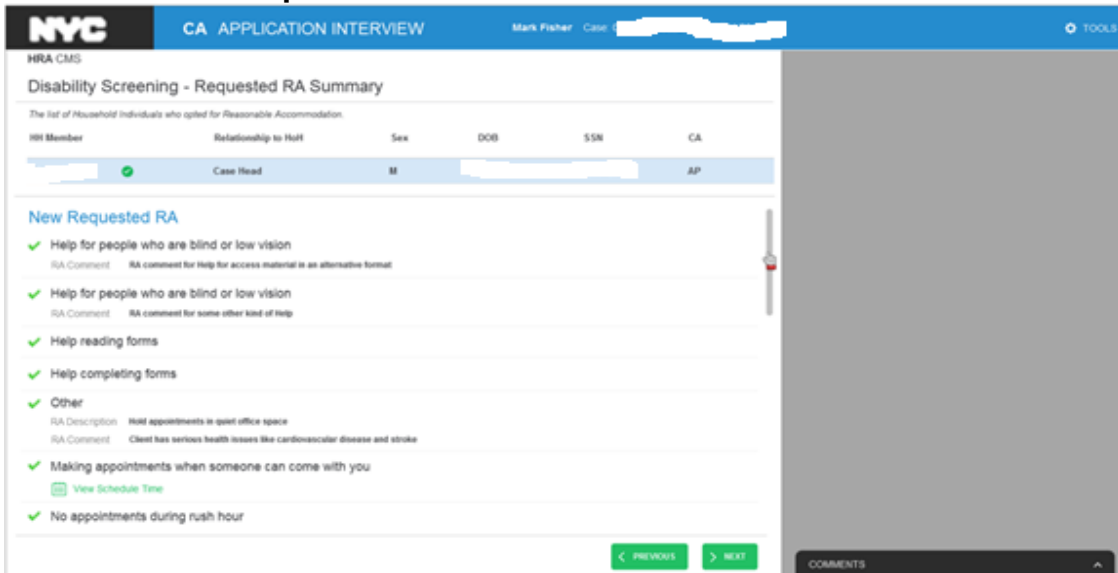 NYC CA APPLICATION INTERVIEW Mark Fisher Case: TOOLS
HRA CMS
Disability Screening - Requested RA Summary
The list of Household Individuals who opted for Reasonable Accommodation.
HH Member Relationship to HoH Sex DOB SSN CA
Case Head M AP
New Requested RA
Help for people who are blind or low vision
RA Comment RA comment for Help for access material in an alternative format
Help for people who are blind or low vision
RA Comment RA comment for some other kind of Help
Help reading forms
Help completing forms
Other
RA Description Hold appointments in quiet office space
RA Comment Client has serious health issues like cardiovascular disease and stroke
Making appointments when someone can come with you
View Schedule Time
No appointments during rush hour
PREVIOUS NEXT
COMMENTS